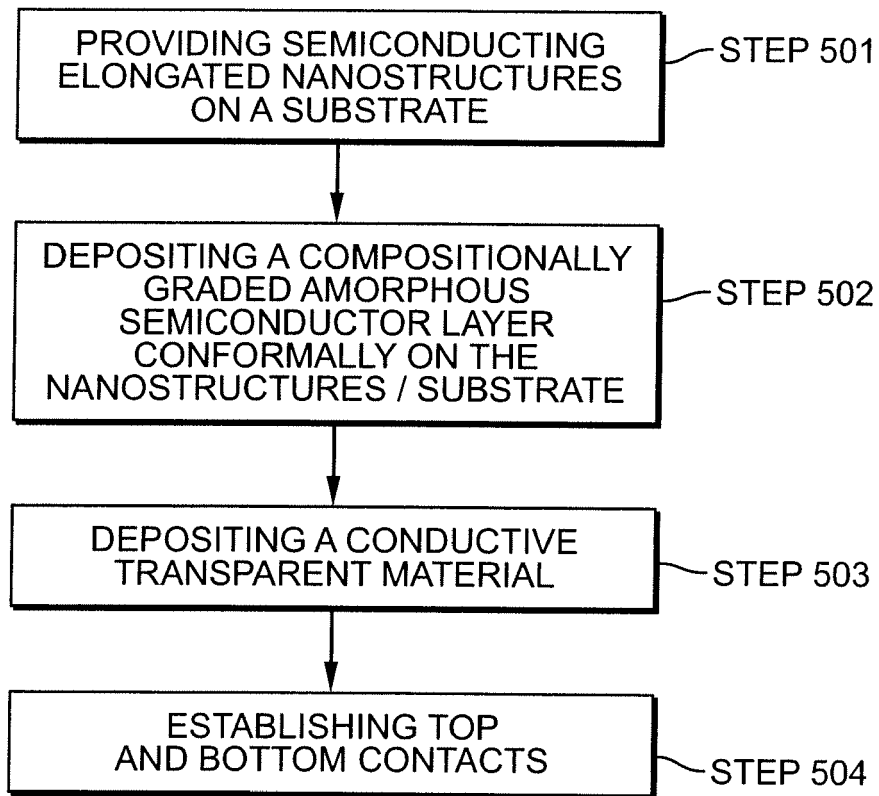 PROVIDING SEMICONDUCTING
ELONGATED NANOSTRUCTURES
ON A SUBSTRATE
STEP 501
DEPOSITING A COMPOSITIONALLY
GRADED AMORPHOUS
SEMICONDUCTOR LAYER
CONFORMALLY ON THE
NANOSTRUCTURES / SUBSTRATE
STEP 502
DEPOSITING A CONDUCTIVE
TRANSPARENT MATERIAL
STEP 503
ESTABLISHING TOP
AND BOTTOM CONTACTS
STEP 504